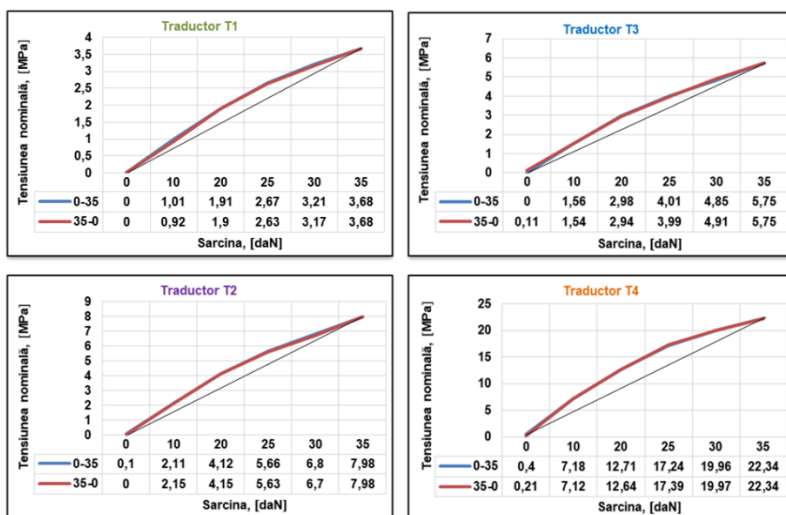 Traductor T1
Tensiunea nominală, [MPa]
4
3,5
3
2,5
2
1,5
1
0,5
0
0 10 20 25 30 35
0-35 0 1,01 1,91 2,67 3,21 3,68
35-0 0 0,92 1,9 2,63 3,17 3,68
Sarcina, [daN]
Traductor T3
Tensiunea nominală, [MPa]
7
6
5
4
3
2
1
0
0 10 20 25 30 35
0-35 0 1,56 2,98 4,01 4,85 5,75
35-0 0,11 1,54 2,94 3,99 4,91 5,75
Sarcina, [daN]
Traductor T2
Tensiunea nominală, [MPa]
8
7
6
5
4
3
2
1
0
0 10 20 25 30 35
0-35 0,1 2,11 4,12 5,66 6,8 7,98
35-0 0 2,15 4,15 5,63 6,7 7,98
Sarcina, [daN]
Traductor T4
Tensiunea nominală, [MPa]
25
20
15
10
5
0
0 10 20 25 30 35
0-35 0,4 7,18 12,71 17,24 19,96 22,34
35-0 0,21 7,12 12,64 17,39 19,97 22,34
Sarcina, [daN]